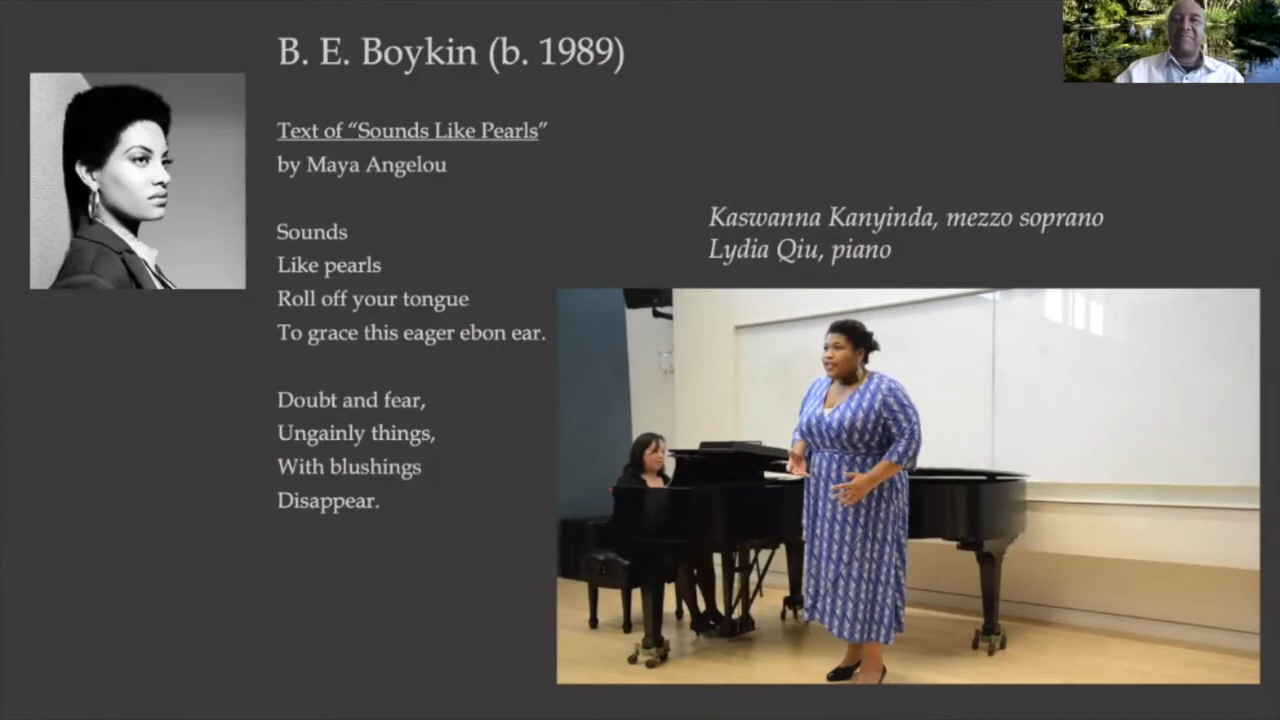 B. E. Boykin (b. 1989)
Text of “Sounds Like Pearls”
by Maya Angelou
Sounds
Like pearls
Roll off your tongue
To grace this eager ebon ear.
Doubt and fear,
Ungainly things,
With blushings
Disappear.
Kaswanna Kanyinda, mezzo soprano
Lydia Qiu, piano